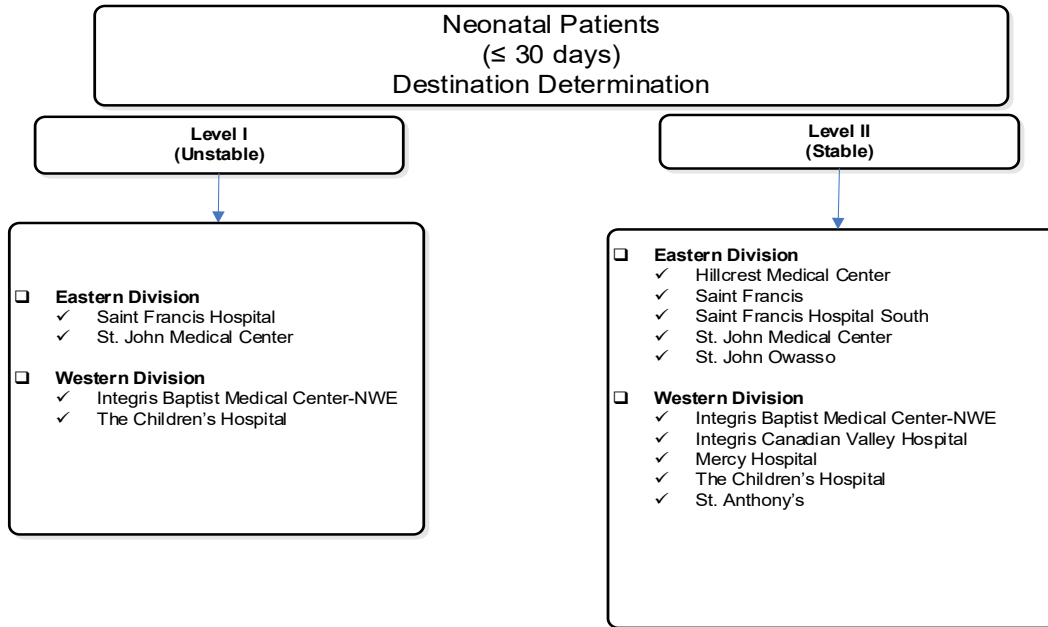 Neonatal Patients
(≤ 30 days)
Destination Determination
Level I
(Unstable)
❑ Eastern Division
✓ Saint Francis Hospital
✓ St. John Medical Center
❑ Western Division
✓ Integris Baptist Medical Center-NWE
✓ The Children's Hospital
Level II
(Stable)
❑ Eastern Division
✓ Hillcrest Medical Center
✓ Saint Francis
✓ Saint Francis Hospital South
✓ St. John Medical Center
✓ St. John Owasso
❑ Western Division
✓ Integris Baptist Medical Center-NWE
✓ Integris Canadian Valley Hospital
✓ Mercy Hospital
✓ The Children's Hospital
✓ St. Anthony's